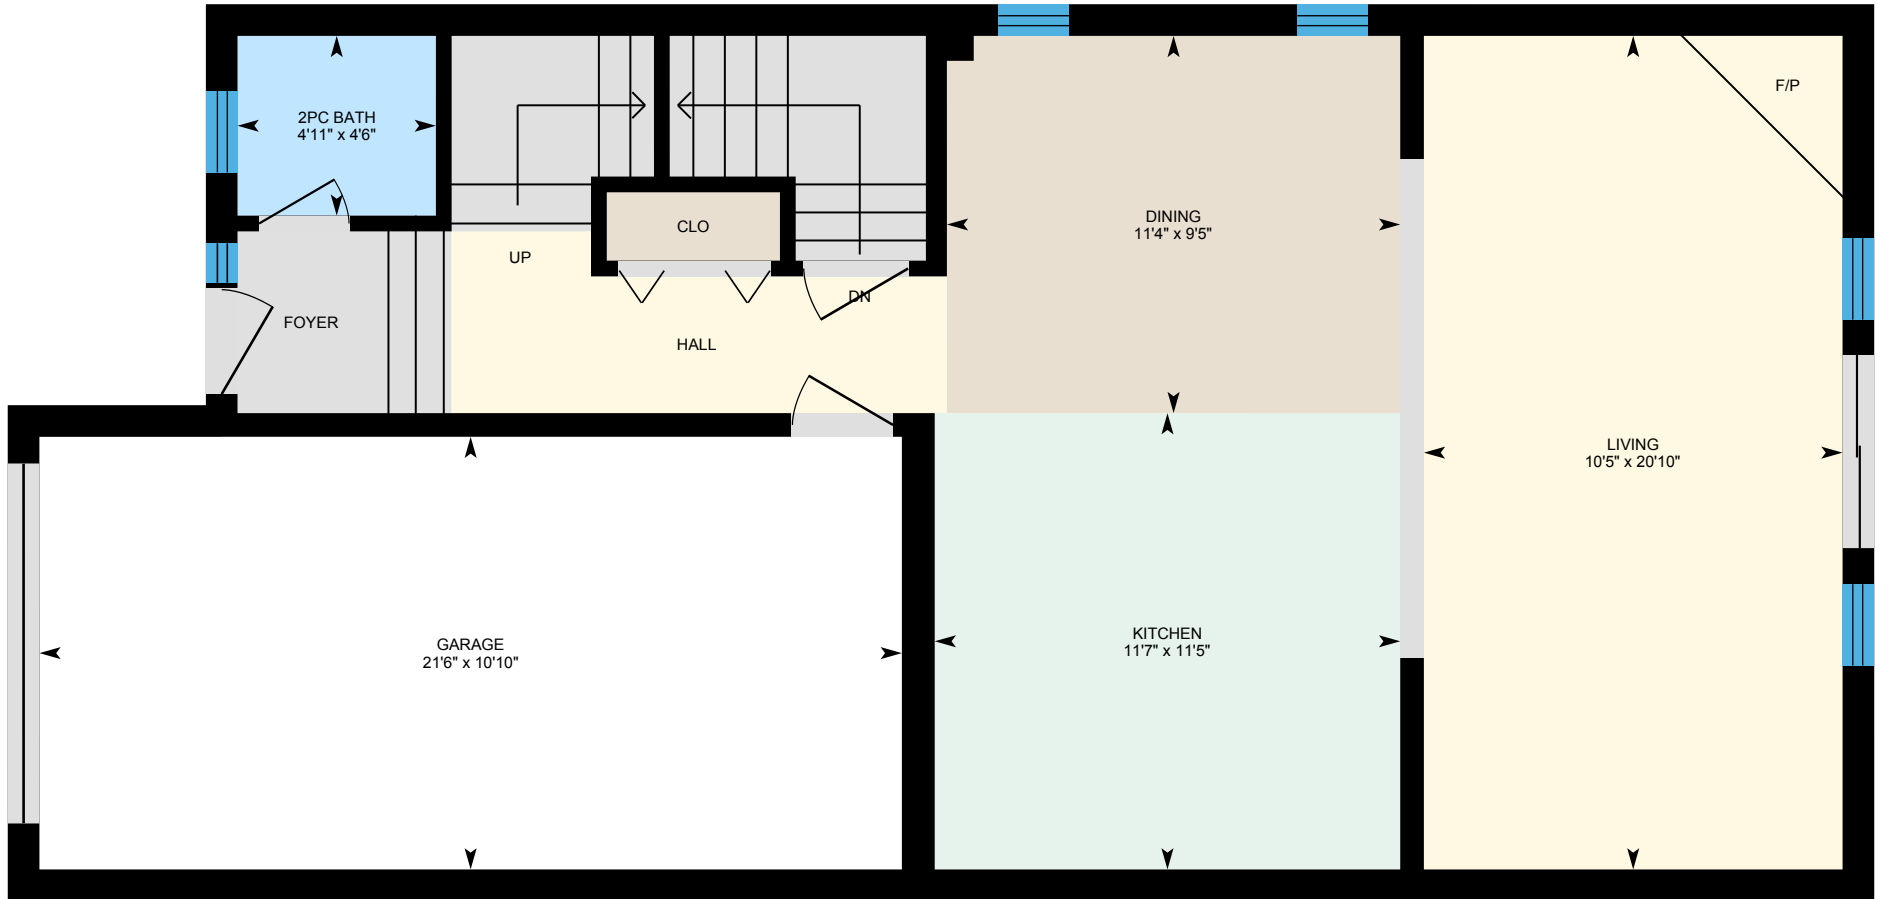 F/P
2PC BATH
4'11" x 4'6"
DINING
11'4" x 9'5"
CLO
UP
DN
FOYER
HALL
LIVING
10'5" x 20'10"
KITCHEN
11'7" x 11'5"
GARAGE
21'6" x 10'10"